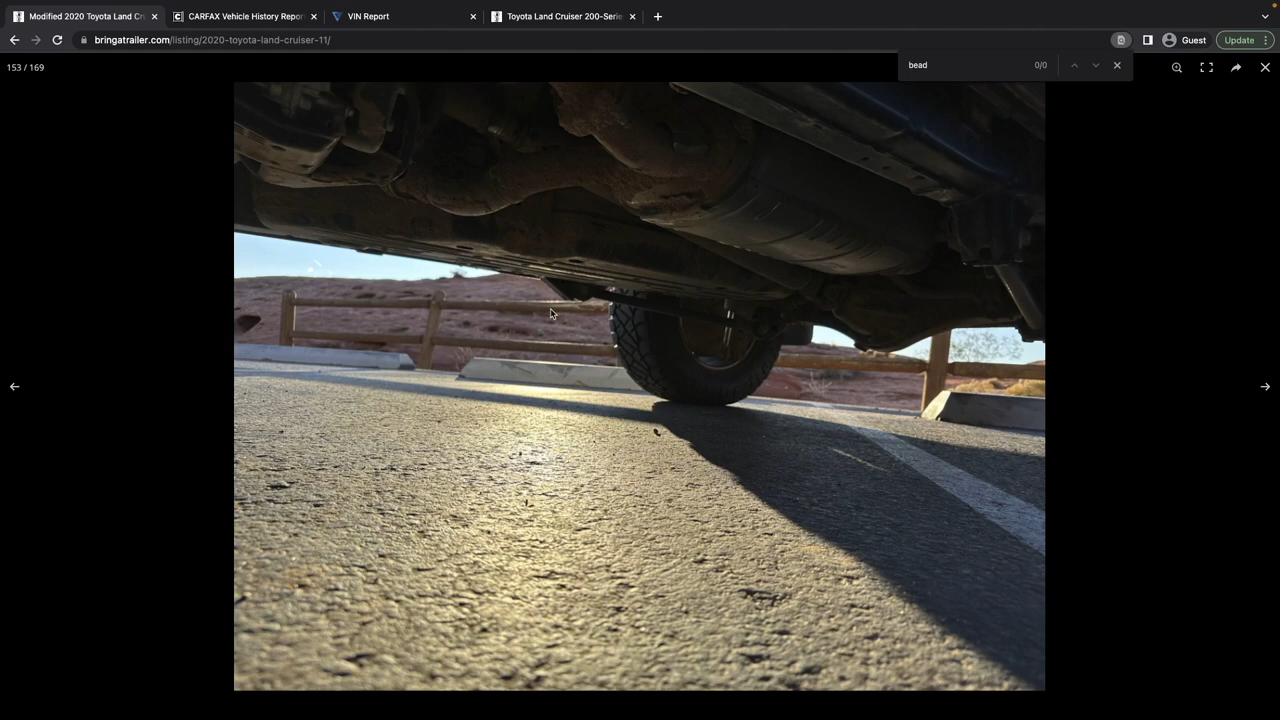 Modified 2020 Toyota Land Cr
CARFAX Vehicle History Repor
VIN Report
Toyota Land Cruiser 200-Serie
bringatrailer.com/listing/2020-toyota-land-cruiser-11/
Guest
Update
153 / 169
bead
0/0